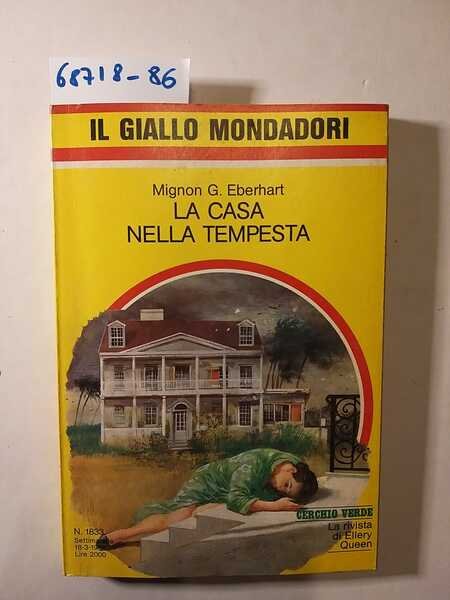 68718-86
IL GIALLO MONDADORI
Mignon G. Eberhart
LA CASA
NELLA TEMPESTA
CERCHIO VERDE
La rivista
di Ellery
Queen
N. 1833
Lire 2000